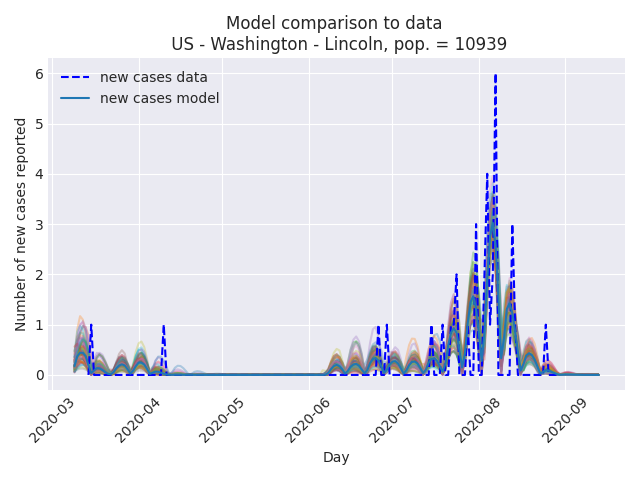 Model comparison to data
US - Washington - Lincoln, pop. = 10939
new cases data
new cases model
Number of new cases reported
6
5
4
3
2
1
0
2020-03
2020-04
2020-05
2020-06
2020-07
2020-08
2020-09
Day